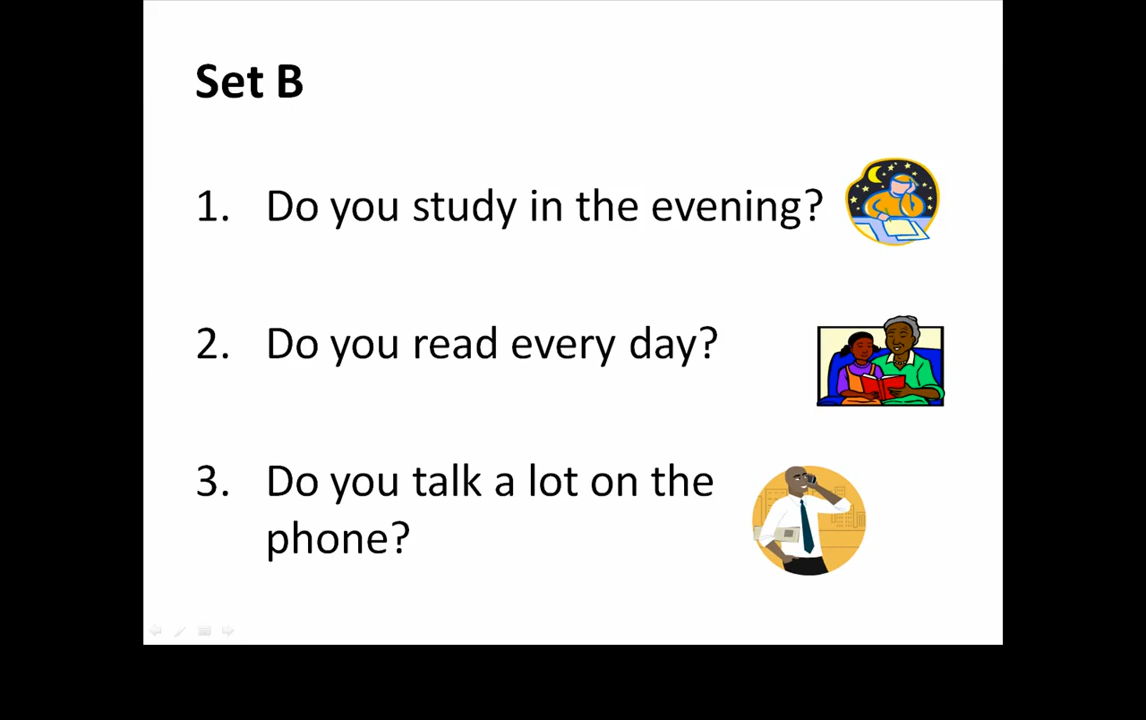 Set B
1. Do you study in the evening?
2. Do you read every day?
3. Do you talk a lot on the
phone?